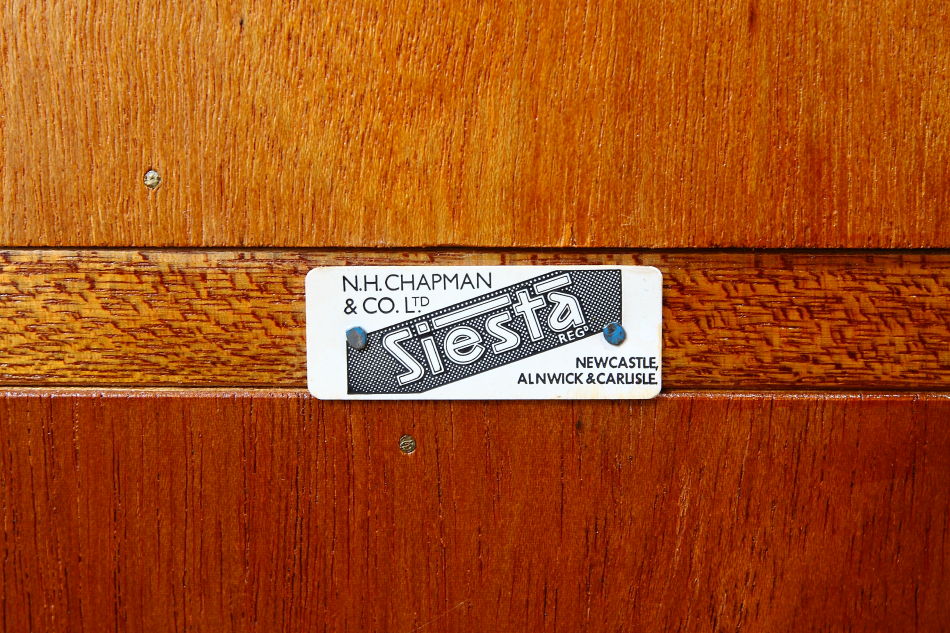 N.H. CHAPMAN
& CO. LTD
Siesta
REGD
NEWCASTLE,
ALNWICK & CARLISLE.